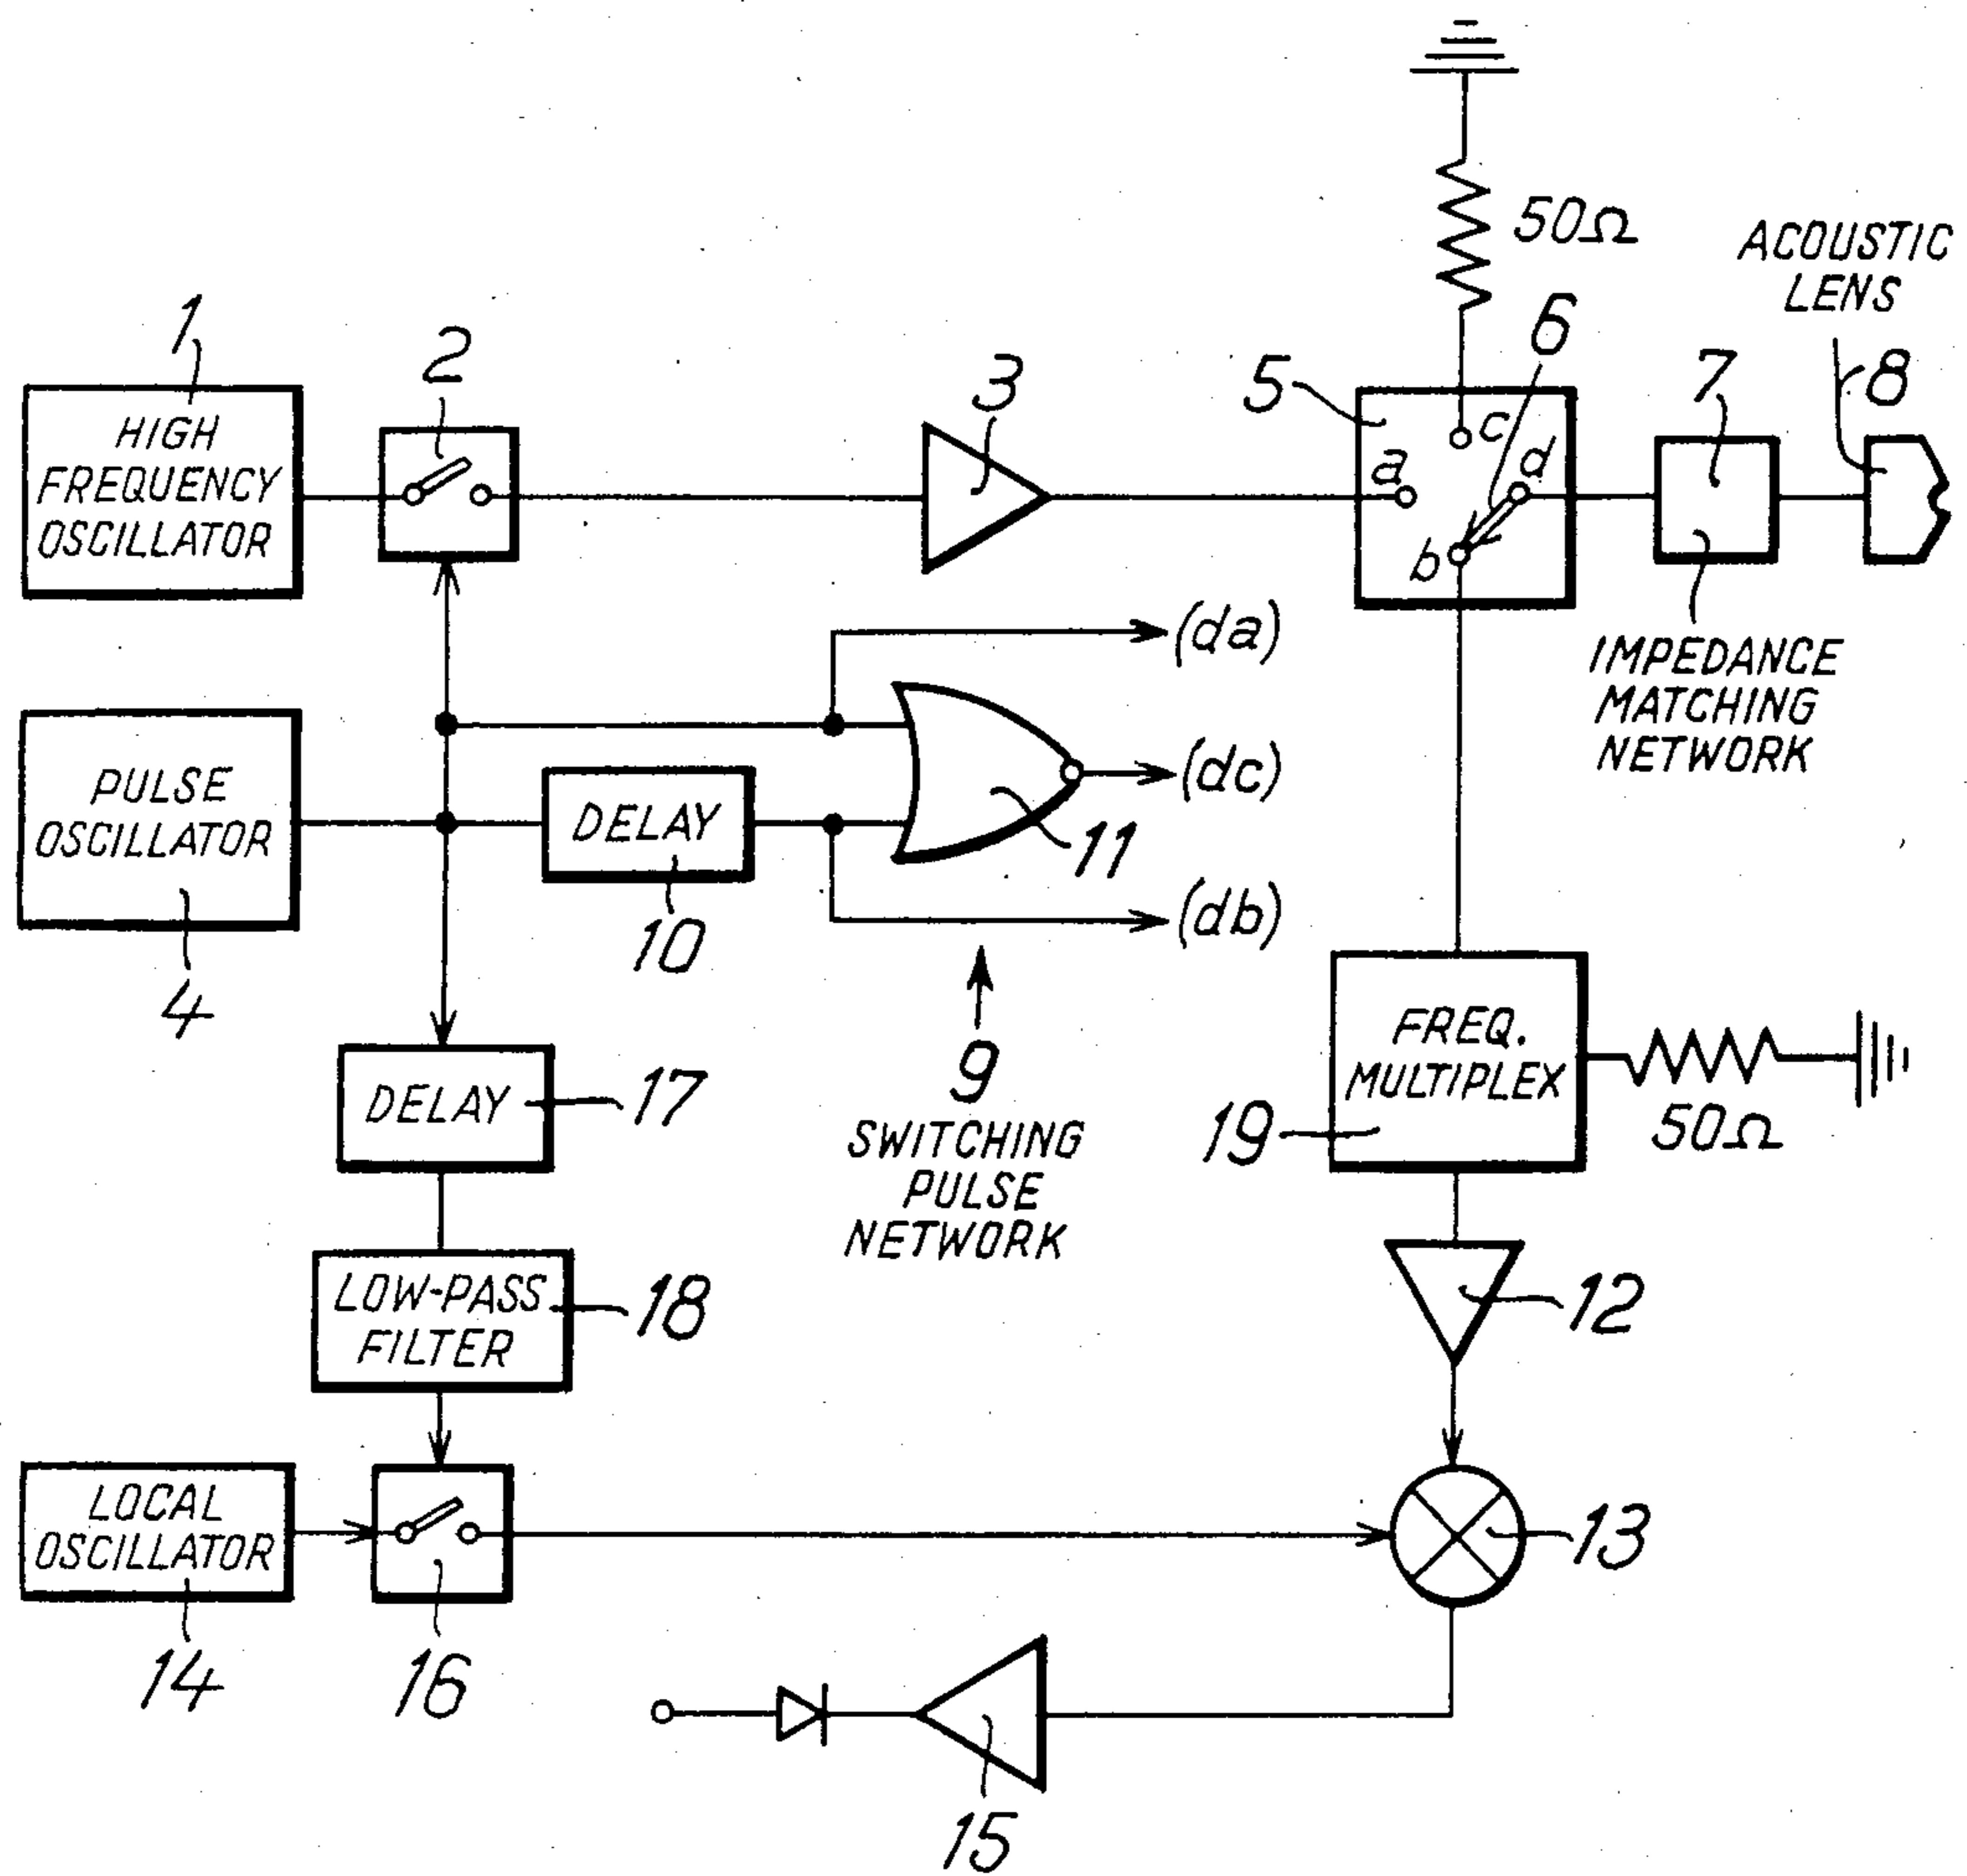 50Ω
ACOUSTIC
LENS
1
2
3
5
6
7
8
HIGH
FREQUENCY
OSCILLATOR
c
a
d
b
(da)
IMPEDANCE
MATCHING
NETWORK
PULSE
OSCILLATOR
4
DELAY
10
11
(dc)
(db)
9
SWITCHING
PULSE
NETWORK
FREQ.
MULTIPLEX
19
50Ω
DELAY
17
LOW-PASS
FILTER
18
12
LOCAL
OSCILLATOR
14
16
13
15